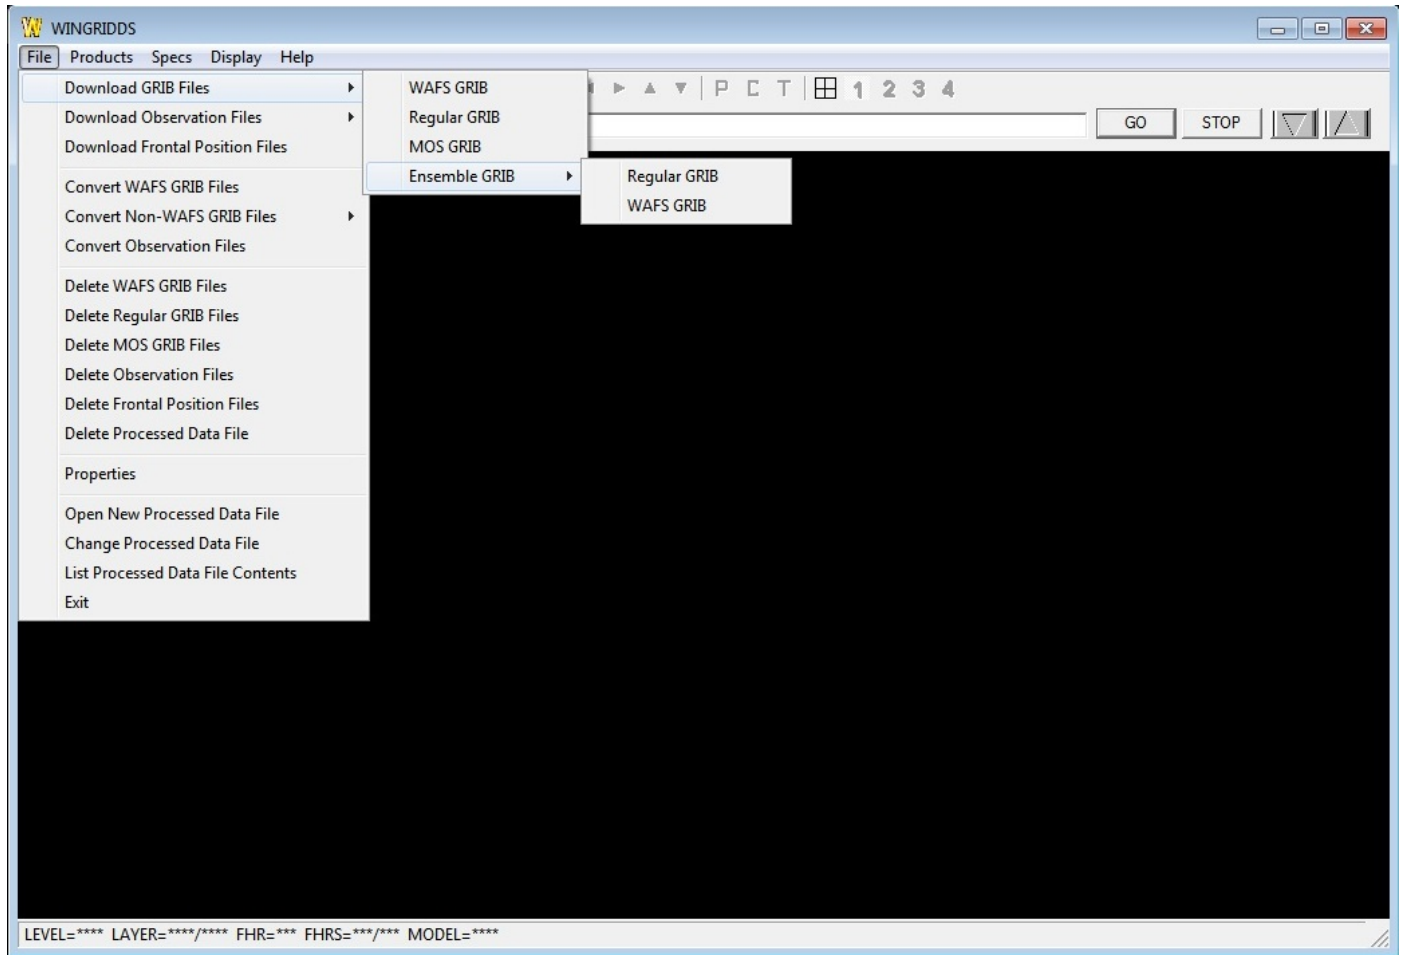 WINGRIDDS
File Products Specs Display Help
P C T 1 2 3 4
GO STOP
Download GRIB Files
Download Observation Files
Download Frontal Position Files
Convert WAFS GRIB Files
Convert Non-WAFS GRIB Files
Convert Observation Files
Delete WAFS GRIB Files
Delete Regular GRIB Files
Delete MOS GRIB Files
Delete Observation Files
Delete Frontal Position Files
Delete Processed Data File
Properties
Open New Processed Data File
Change Processed Data File
List Processed Data File Contents
Exit
WAFS GRIB
Regular GRIB
MOS GRIB
Ensemble GRIB
Regular GRIB
WAFS GRIB
LEVEL=**** LAYER=****/**** FHR=*** FHRS=***/*** MODEL=****